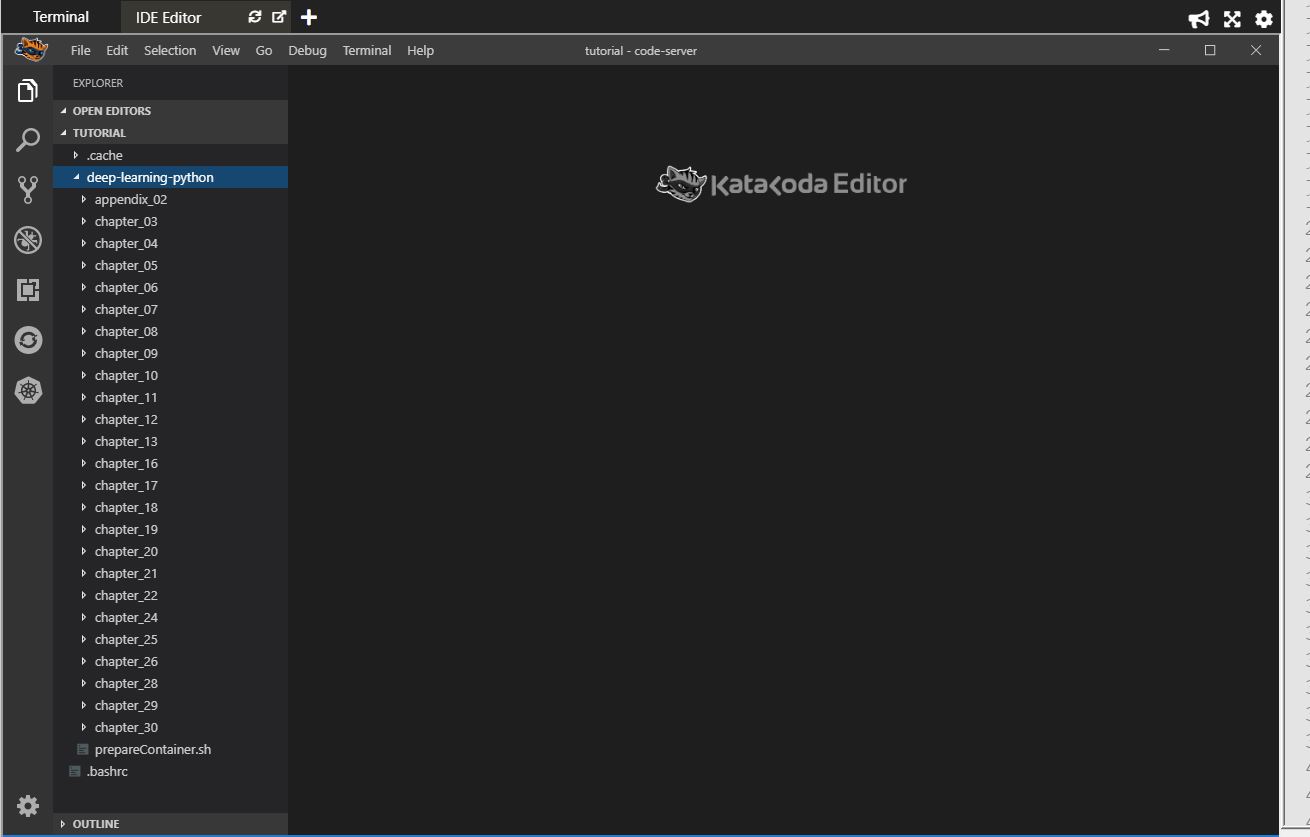 Terminal IDE Editor
File Edit Selection View Go Debug Terminal Help tutorial - code-server
EXPLORER
OPEN EDITORS
TUTORIAL
.cache
deep-learning-python
appendix_02
chapter_03
chapter_04
chapter_05
chapter_06
chapter_07
chapter_08
chapter_09
chapter_10
chapter_11
chapter_12
chapter_13
chapter_16
chapter_17
chapter_18
chapter_19
chapter_20
chapter_21
chapter_22
chapter_24
chapter_25
chapter_26
chapter_28
chapter_29
chapter_30
prepareContainer.sh
.bashrc
OUTLINE
Katacoda Editor